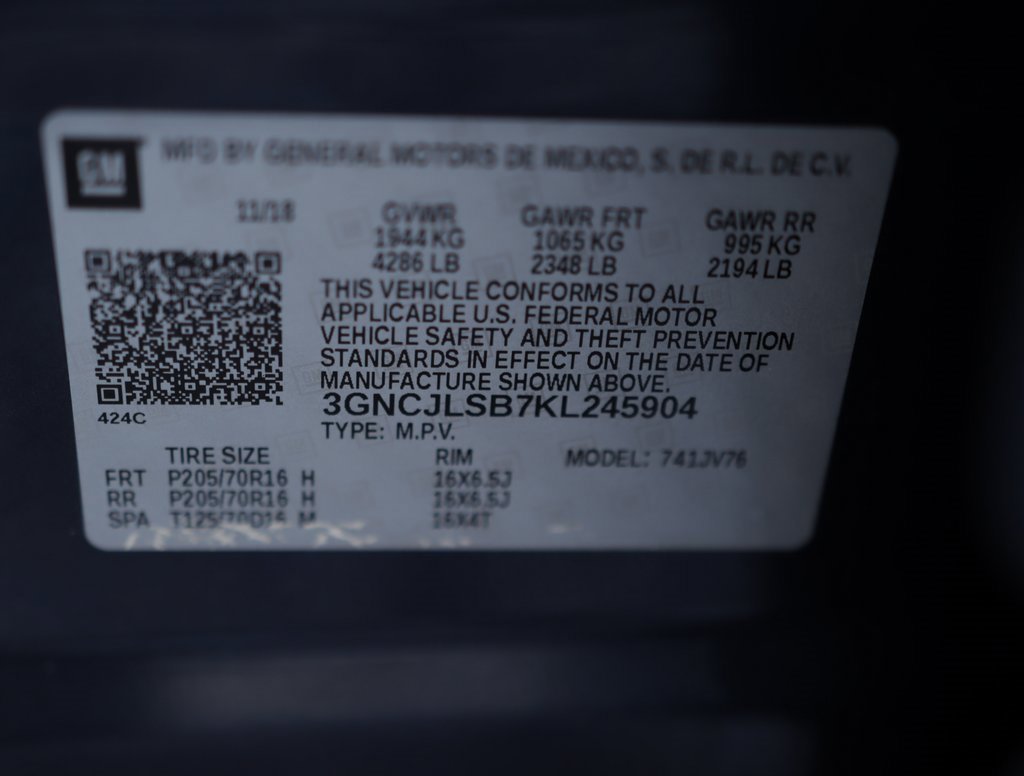 GM
MFD BY GENERAL MOTORS DE MEXICO, S. DE R.L. DE C.V.
11/18 GVWR GAWR FRT GAWR RR
1944 KG 1065 KG 995 KG
4286 LB 2348 LB 2194 LB
THIS VEHICLE CONFORMS TO ALL
APPLICABLE U.S. FEDERAL MOTOR
VEHICLE SAFETY AND THEFT PREVENTION
STANDARDS IN EFFECT ON THE DATE OF
MANUFACTURE SHOWN ABOVE.
424C
3GNCJLSB7KL245904
TYPE: M.P.V.
TIRE SIZE RIM MODEL: 741JV76
FRT P205/70R16 H 16X6.5J
RR P205/70R16 H 16X6.5J
SPA T125/70D16 M 16X4T